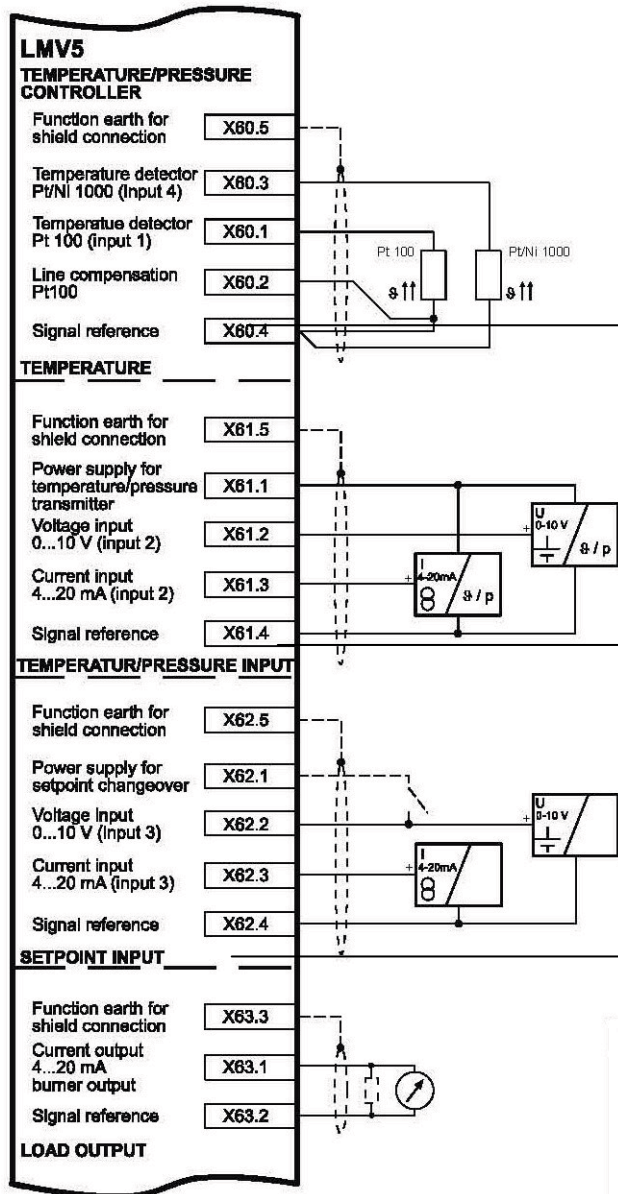 LMV5
TEMPERATURE/PRESSURE
CONTROLLER
Function earth for
shield connection
X60.5
Temperature detector
Pt/Ni 1000 (input 4)
X60.3
Temperatue detector
Pt 100 (input 1)
X60.1
Line compensation
Pt100
X60.2
Signal reference
X60.4
Pt 100
Pt/Ni 1000
ϑ
ϑ
TEMPERATURE
Function earth for
shield connection
X61.5
Power supply for
temperature/pressure
transmitter
X61.1
Voltage input
0...10 V (input 2)
X61.2
Current input
4...20 mA (input 2)
X61.3
Signal reference
X61.4
+
U
0-10 V
ϑ / p
+
I
4-20mA
ϑ / p
TEMPERATUR/PRESSURE INPUT
Function earth for
shield connection
X62.5
Power supply for
setpoint changeover
X62.1
Voltage input
0...10 V (input 3)
X62.2
Current input
4...20 mA (input 3)
X62.3
Signal reference
X62.4
+
U
0-10 V
+
I
4-20mA
SETPOINT INPUT
Function earth for
shield connection
X63.3
Current output
4...20 mA
burner output
X63.1
Signal reference
X63.2
LOAD OUTPUT